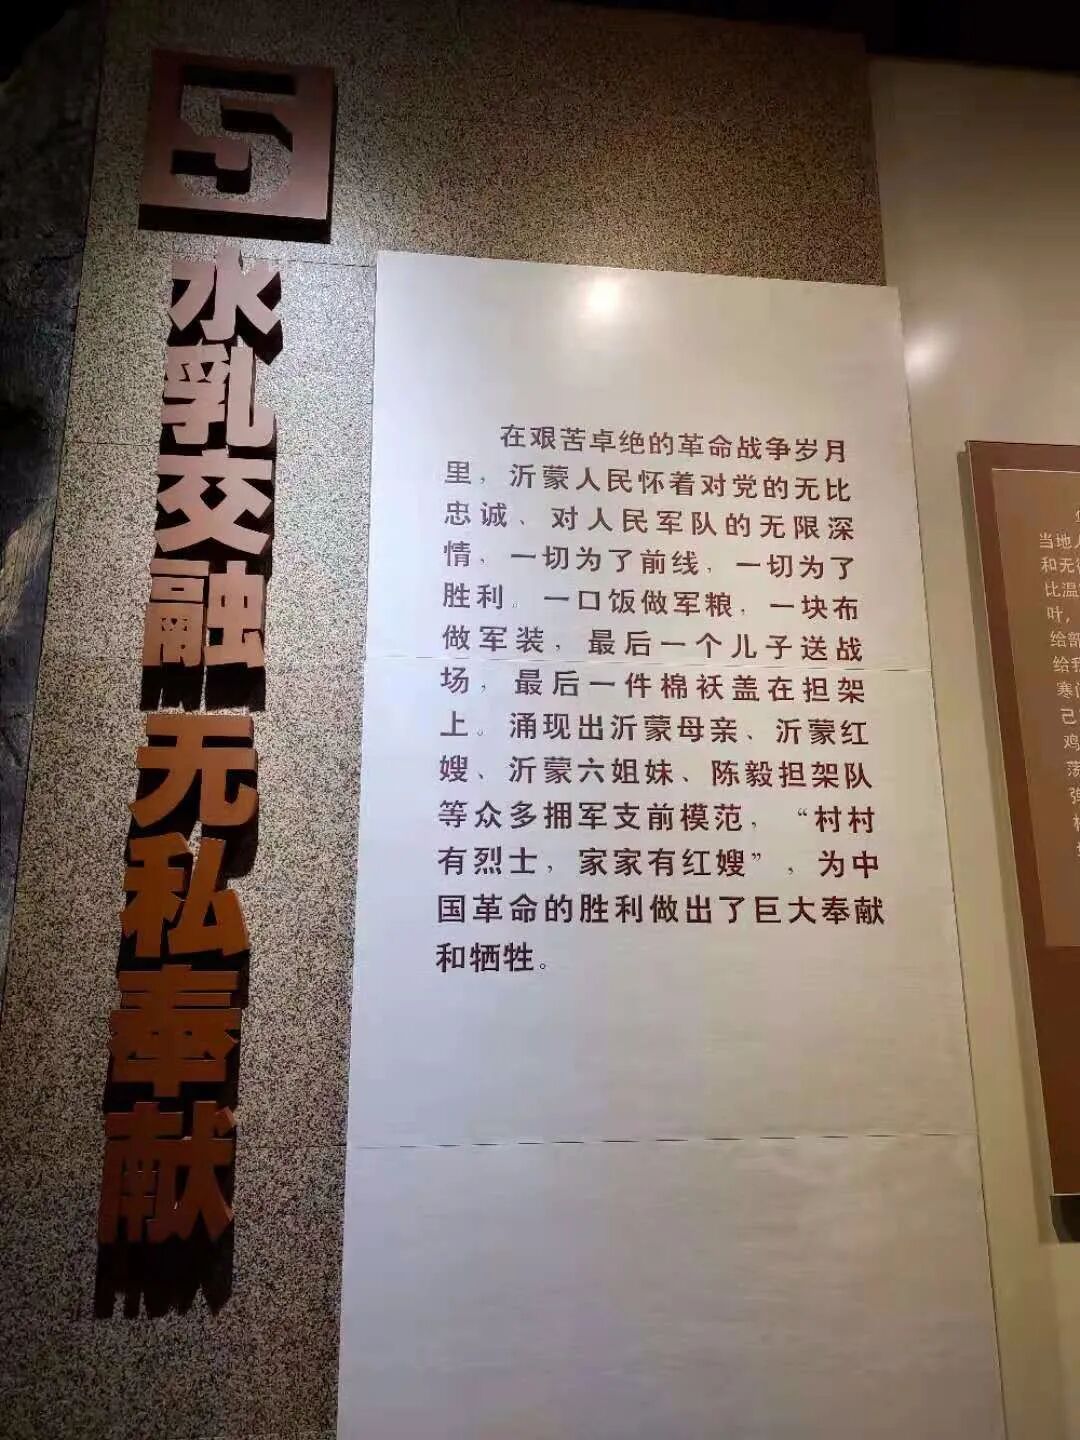 5
水乳交融 无私奉献
在艰苦卓绝的革命战争岁月
里，沂蒙人民怀着对党的无比
忠诚、对人民军队的无限深
情，一切为了前线，一切为了
胜利。一口饭做军粮，一块布
做军装，最后一个儿子送战
场，最后一件棉袄盖在担架
上。涌现出沂蒙母亲、沂蒙红
嫂、沂蒙六姐妹、陈毅担架队
等众多拥军支前模范，“村村
有烈士，家家有红嫂”，为中
国革命的胜利做出了巨大奉献
和牺牲。
当地
和无
比温
叶，
给部
给我
寒
己
鸡